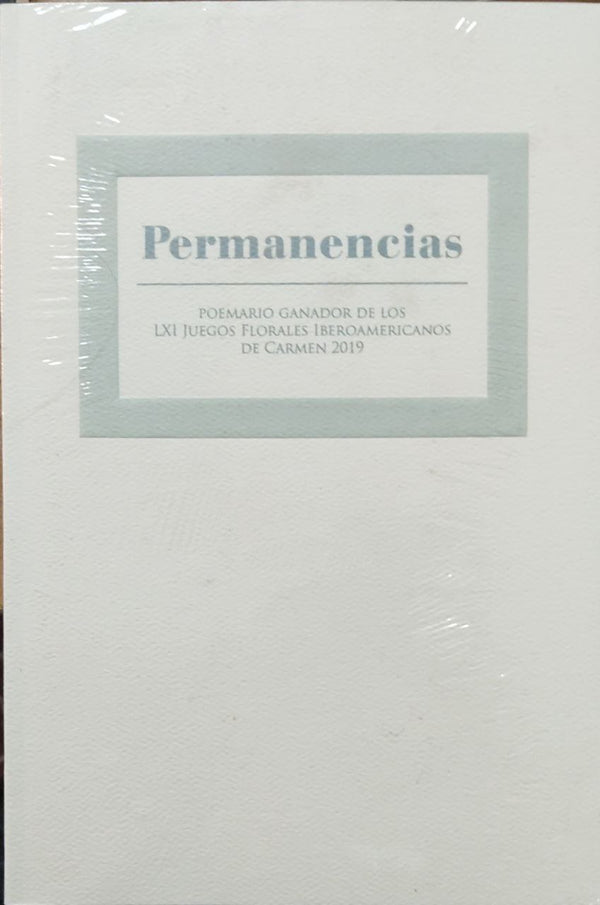 Permanencias
POEMARIO GANADOR DE LOS
LXI JUEGOS FLORALES IBEROAMERICANOS
DE CARMEN 2019